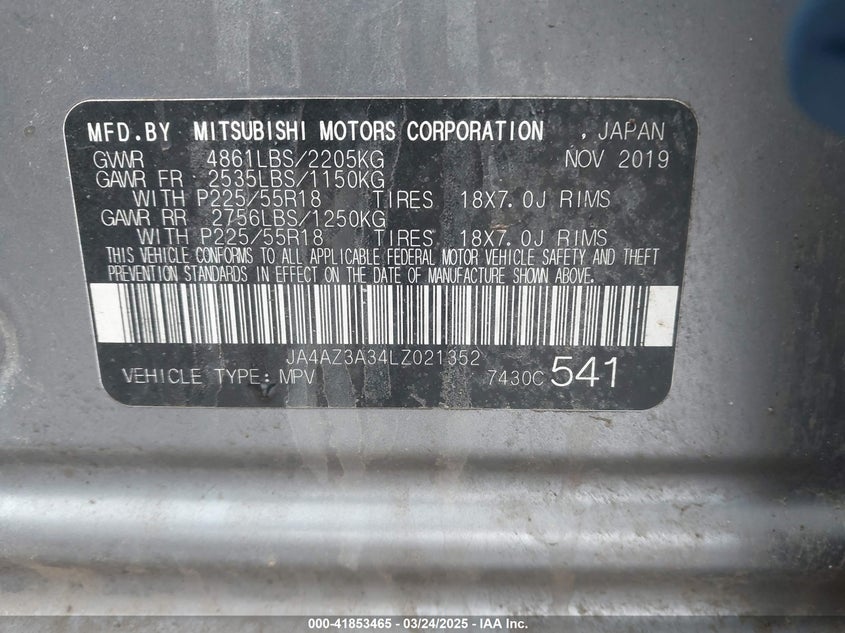 MFD.BY MITSUBISHI MOTORS CORPORATION , JAPAN
GVWR 4861LBS/2205KG NOV 2019
GAWR FR 2535LBS/1150KG
WITH P225/55R18 TIRES 18X7.0J RIMS
GAWR RR 2756LBS/1250KG
WITH P225/55R18 TIRES 18X7.0J RIMS
THIS VEHICLE CONFORMS TO ALL APPLICABLE FEDERAL MOTOR VEHICLE SAFETY AND THEFT
PREVENTION STANDARDS IN EFFECT ON THE DATE OF MANUFACTURE SHOWN ABOVE.
JA4AZ3A34LZ021352
VEHICLE TYPE: MPV 7430C 541
000-41853465 - 03/24/2025 - IAA Inc.